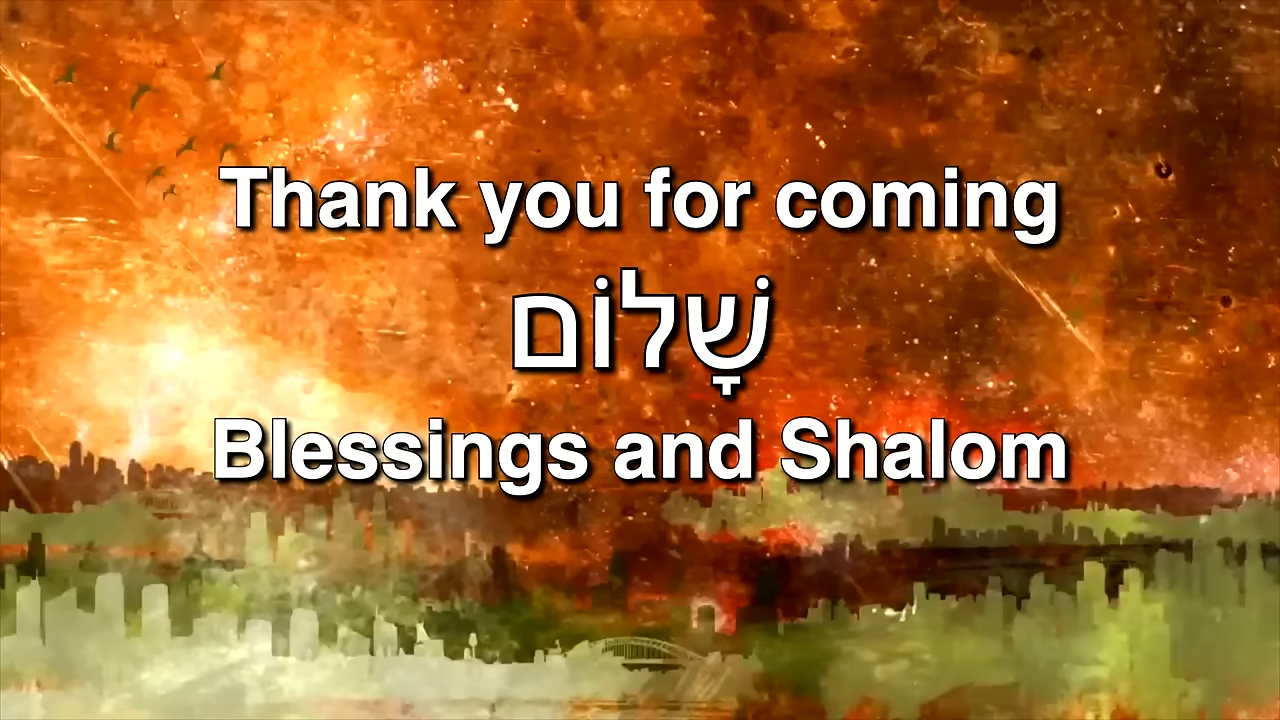 Thank you for coming
שָׁלוֹם
Blessings and Shalom